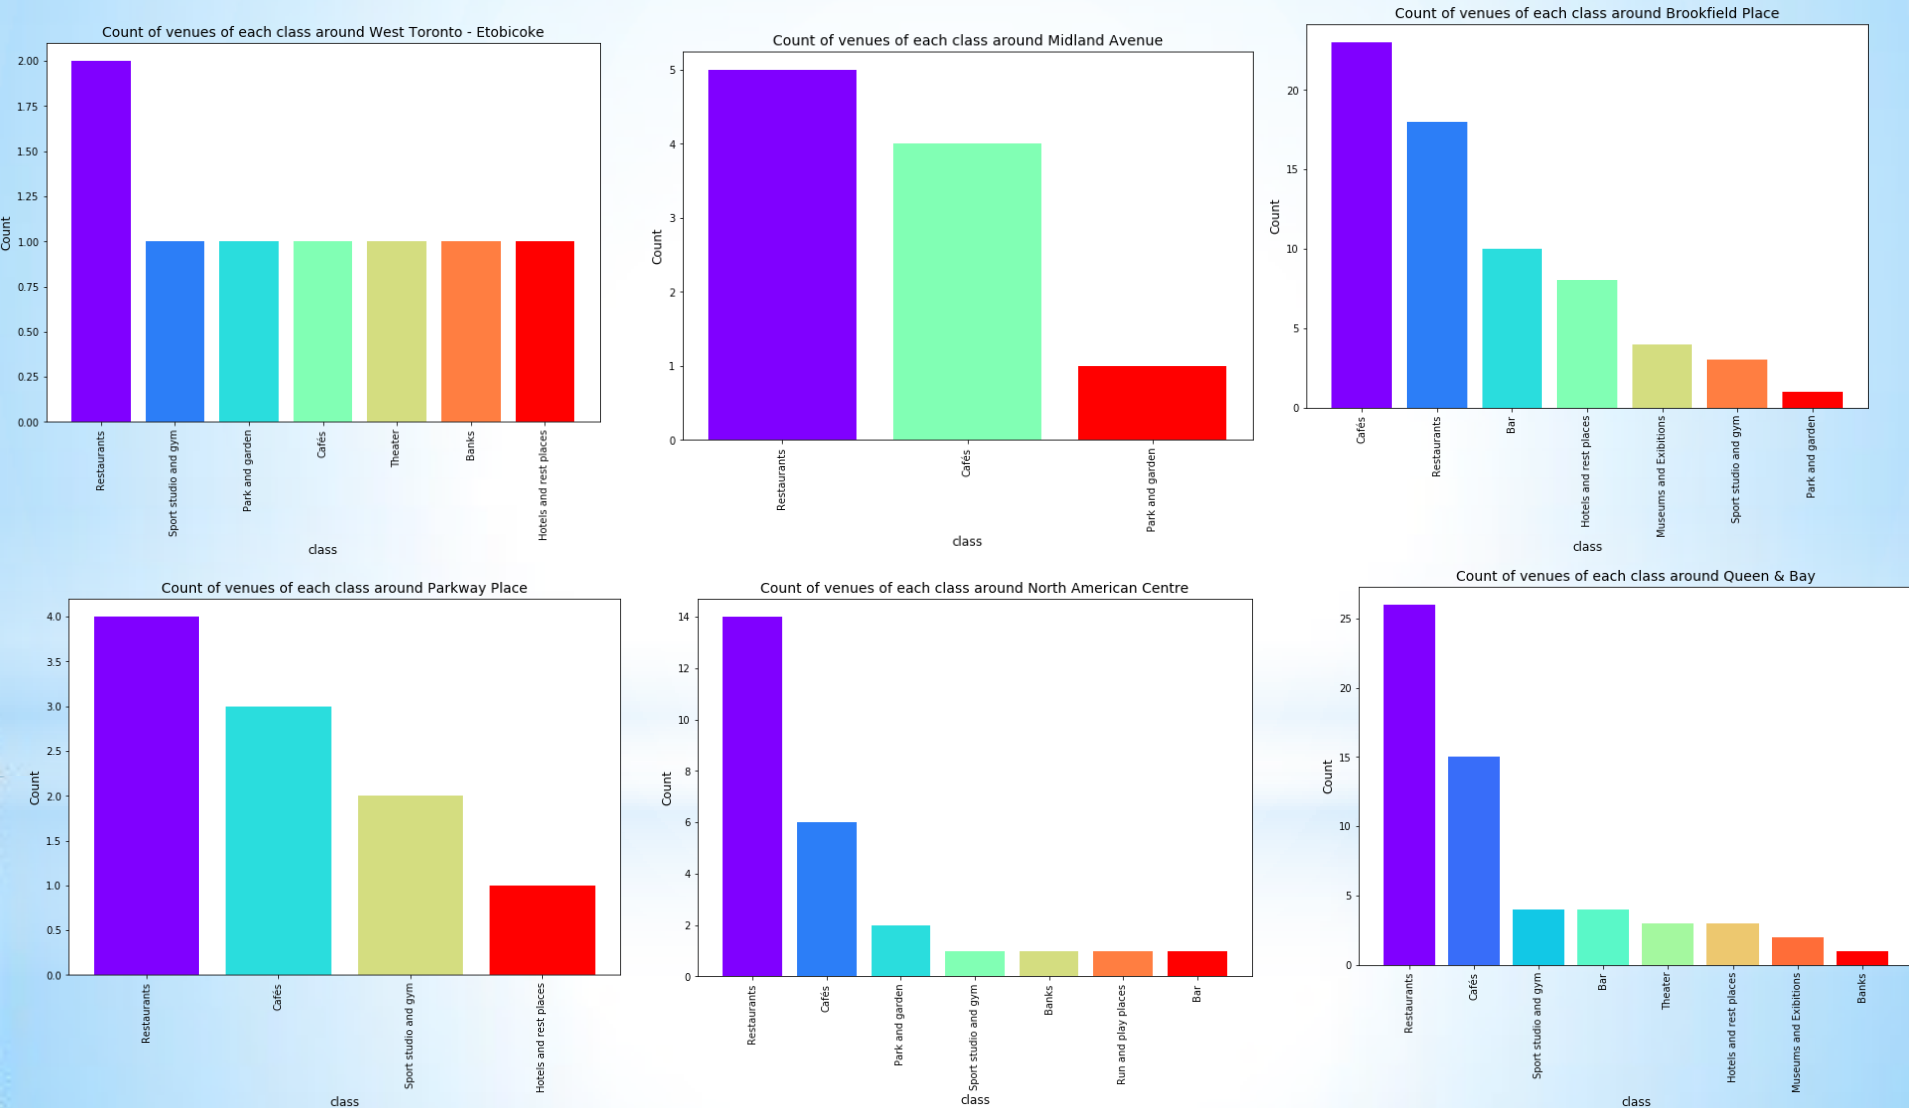 Count of venues of each class around West Toronto - Etobicoke
2.00
1.75
1.50
1.25
1.00
0.75
0.50
0.25
0.00
Count
Restaurants
Sport studio and gym
Park and garden
Cafés
Theater
Banks
Hotels and rest places
class
Count of venues of each class around Midland Avenue
5
4
3
2
1
0
Count
Restaurants
Cafés
Park and garden
class
Count of venues of each class around Brookfield Place
20
15
10
5
0
Count
Cafés
Restaurants
Bar
Hotels and rest places
Museums and Exibitions
Sport studio and gym
Park and garden
class
Count of venues of each class around Parkway Place
4.0
3.5
3.0
2.5
2.0
1.5
1.0
0.5
0.0
Count
Restaurants
Cafés
Sport studio and gym
Hotels and rest places
class
Count of venues of each class around North American Centre
14
12
10
8
6
4
2
0
Count
Restaurants
Cafés
Park and garden
Sport studio and gym
Banks
Run and play places
Bar
class
Count of venues of each class around Queen & Bay
25
20
15
10
5
0
Count
Restaurants
Cafés
Sport studio and gym
Bar
Theater
Hotels and rest places
Museums and Exibitions
Banks
class